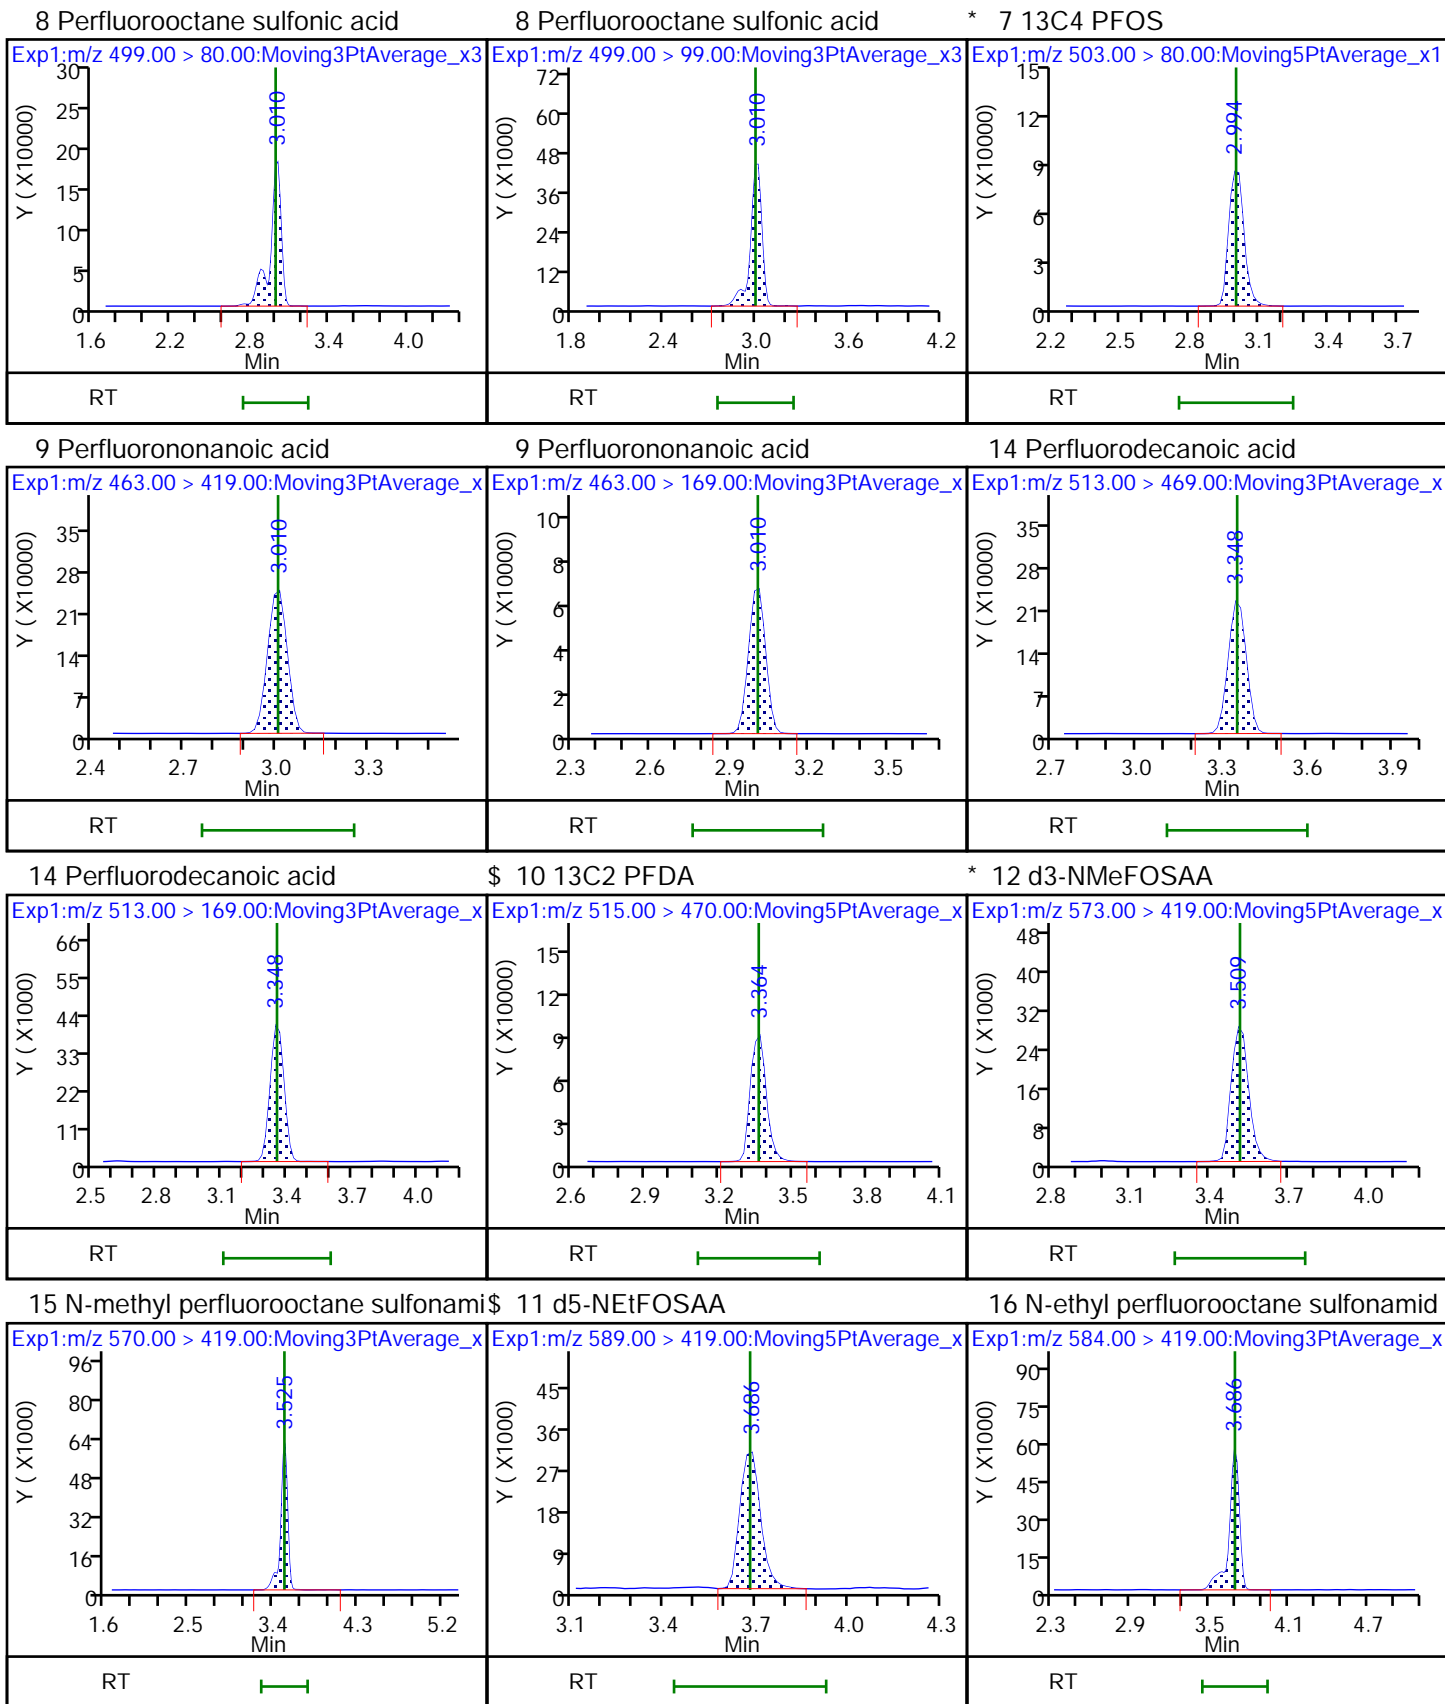 8 Perfluorooctane sulfonic acid
Exp1:m/z 499.00 > 80.00:Moving3PtAverage_x3
Y ( X10000)
30
25
20
15
10
5
0
3.010
1.6 2.2 2.8 3.4 4.0
Min
RT
8 Perfluorooctane sulfonic acid
Exp1:m/z 499.00 > 99.00:Moving3PtAverage_x3
Y ( X10000)
72
60
48
36
24
12
0
3.010
1.8 2.4 3.0 3.6 4.2
Min
RT
* 7 13C4 PFOS
Exp1:m/z 503.00 > 80.00:Moving5PtAverage_x1
Y ( X10000)
15
12
9
6
3
0
2.994
2.2 2.5 2.8 3.1 3.4 3.7
Min
RT
9 Perfluorononanoic acid
Exp1:m/z 463.00 > 419.00:Moving3PtAverage_x
Y ( X10000)
35
28
21
14
7
0
3.010
2.4 2.7 3.0 3.3
Min
RT
9 Perfluorononanoic acid
Exp1:m/z 463.00 > 169.00:Moving3PtAverage_x
Y ( X10000)
10
8
6
4
2
0
3.010
2.3 2.6 2.9 3.2 3.5
Min
RT
14 Perfluorodecanoic acid
Exp1:m/z 513.00 > 469.00:Moving3PtAverage_x
Y ( X10000)
35
28
21
14
7
0
3.348
2.7 3.0 3.3 3.6 3.9
Min
RT
14 Perfluorodecanoic acid
Exp1:m/z 513.00 > 169.00:Moving3PtAverage_x
Y ( X1000)
66
55
44
33
22
11
0
3.348
2.5 2.8 3.1 3.4 3.7 4.0
Min
RT
$ 10 13C2 PFDA
Exp1:m/z 515.00 > 470.00:Moving5PtAverage_x
Y ( X10000)
15
12
9
6
3
0
3.364
2.6 2.9 3.2 3.5 3.8 4.1
Min
RT
* 12 d3-NMeFOSAA
Exp1:m/z 573.00 > 419.00:Moving5PtAverage_x
Y ( X1000)
48
40
32
24
16
8
0
3.509
2.8 3.1 3.4 3.7 4.0
Min
RT
15 N-methyl perfluorooctane sulfonami
Exp1:m/z 570.00 > 419.00:Moving3PtAverage_x
Y ( X1000)
96
80
64
48
32
16
0
3.525
1.6 2.5 3.4 4.3 5.2
Min
RT
$ 11 d5-NEtFOSAA
Exp1:m/z 589.00 > 419.00:Moving5PtAverage_x
Y ( X1000)
45
36
27
18
9
0
3.686
3.1 3.4 3.7 4.0 4.3
Min
RT
16 N-ethyl perfluorooctane sulfonamid
Exp1:m/z 584.00 > 419.00:Moving3PtAverage_x
Y ( X1000)
90
75
60
45
30
15
0
3.686
2.3 2.9 3.5 4.1 4.7
Min
RT